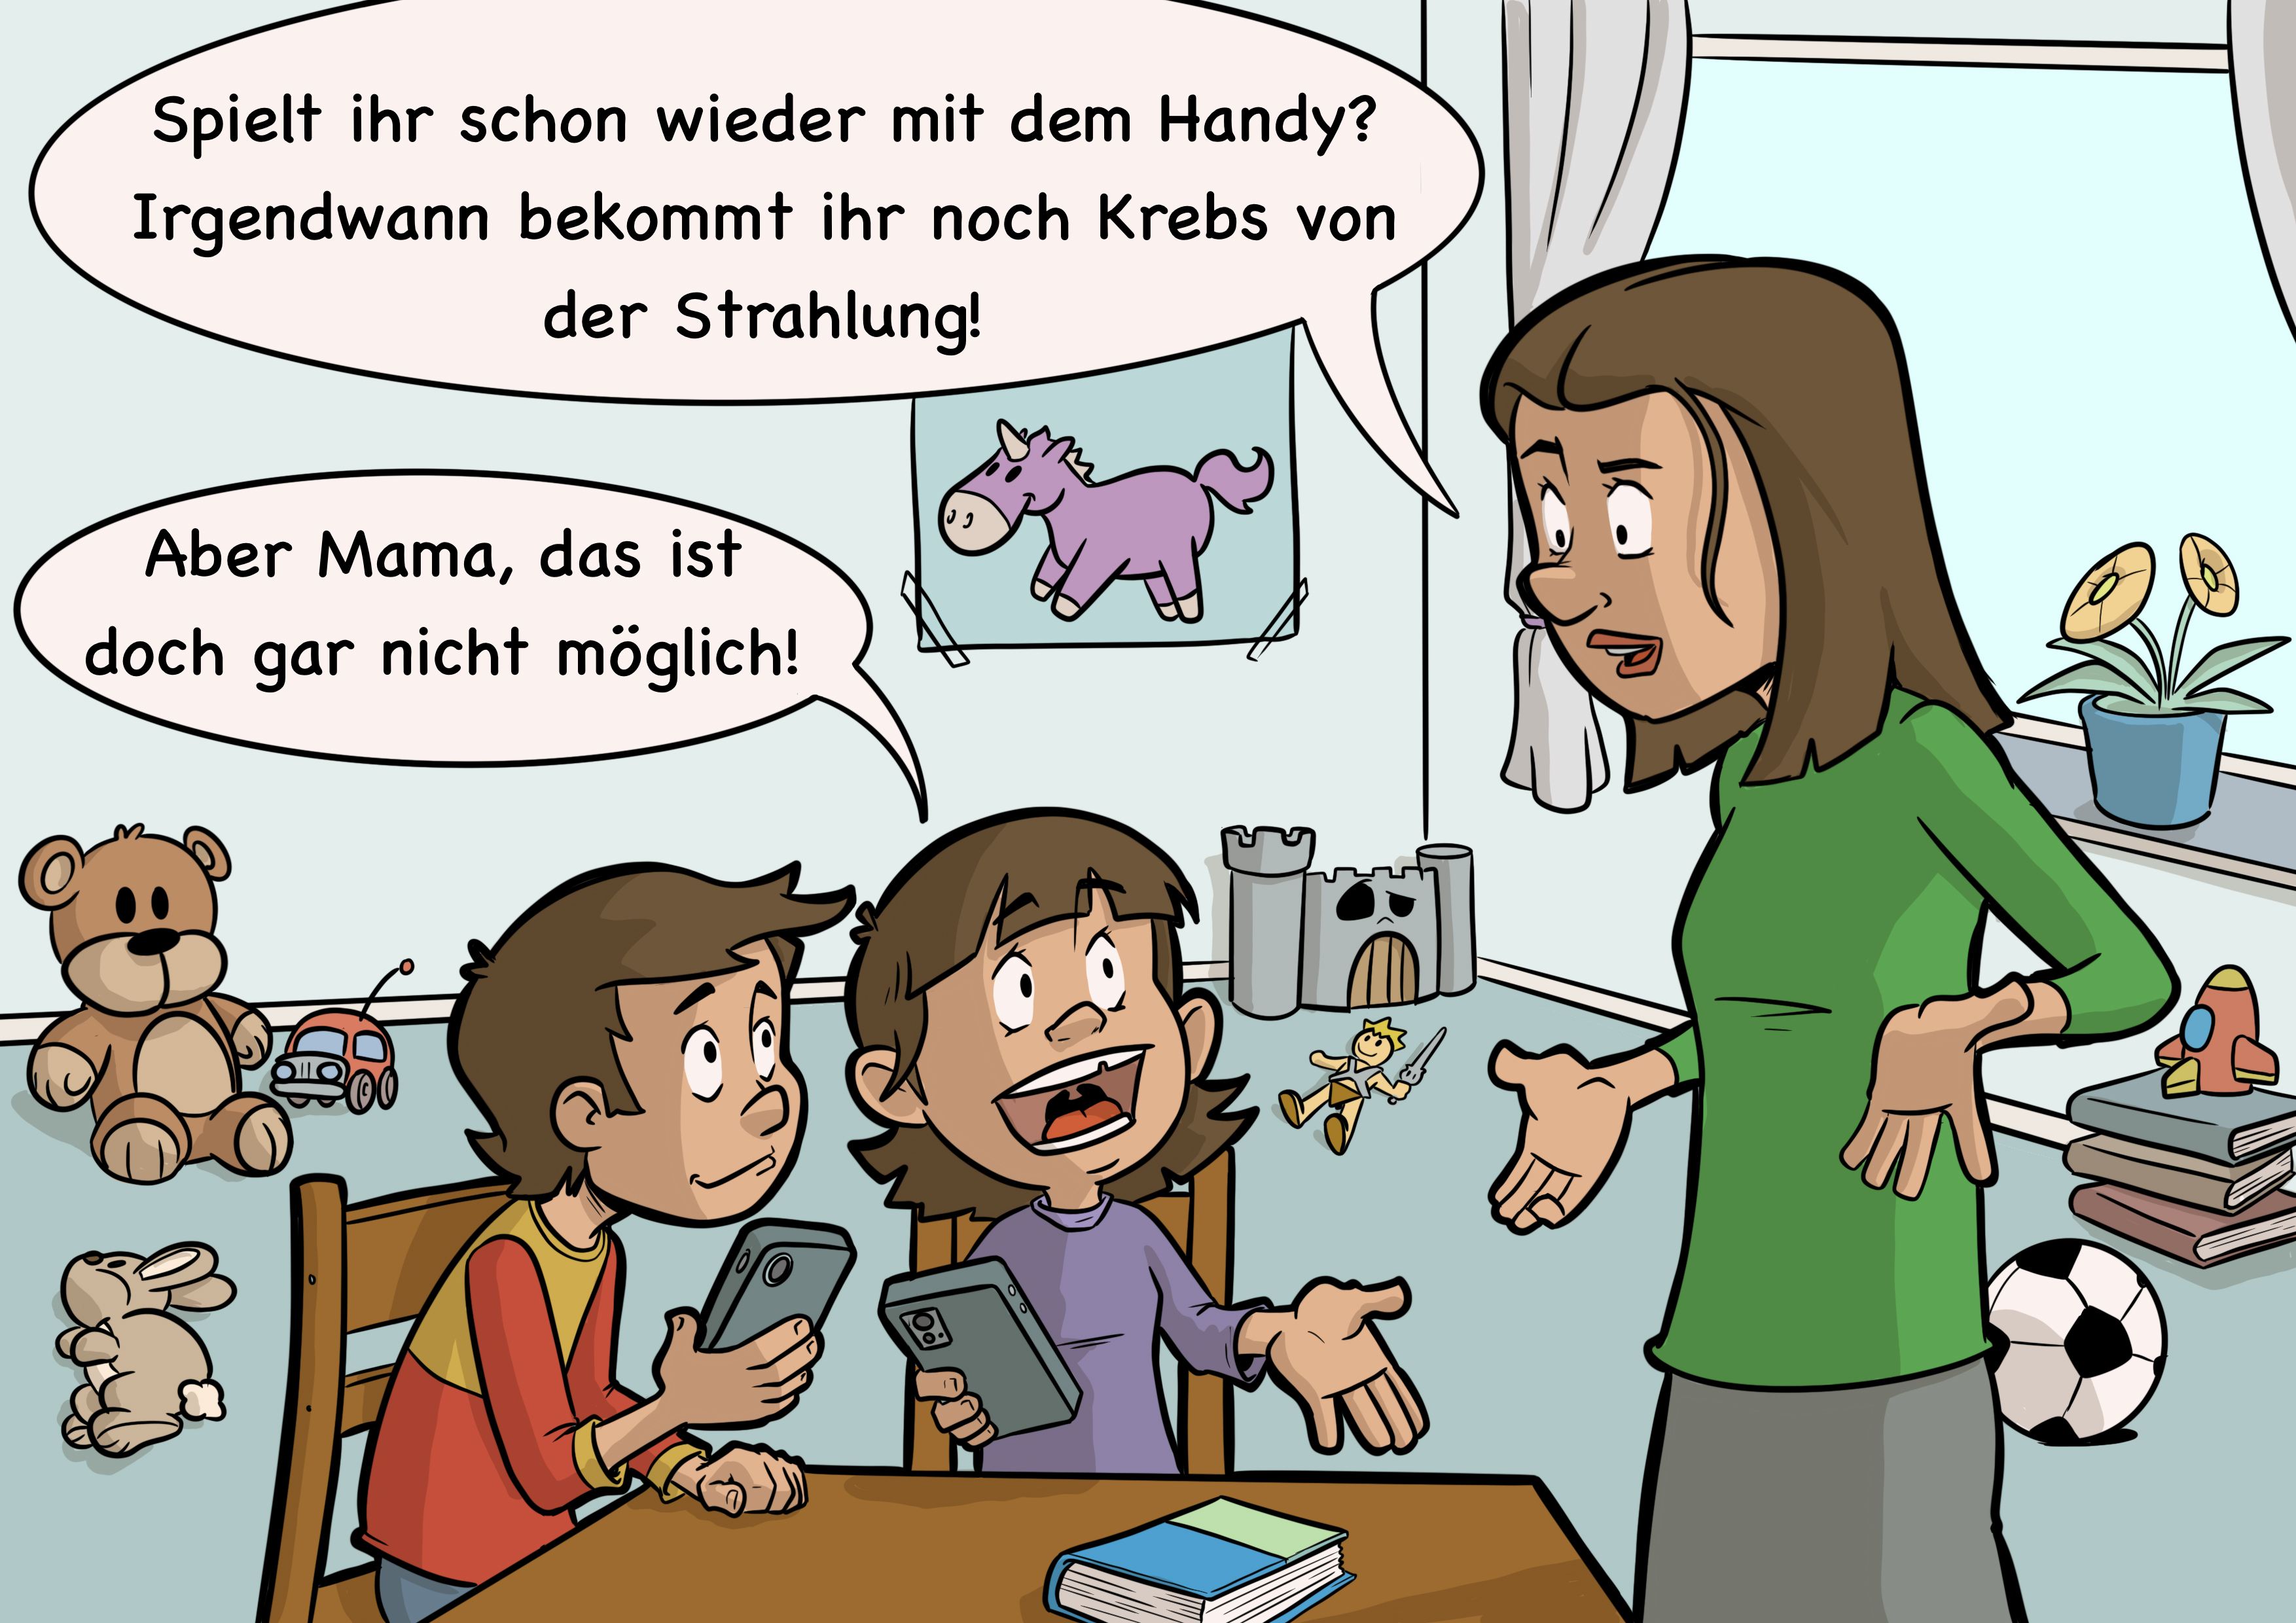 Spielt ihr schon wieder mit dem Handy?
Irgendwann bekommt ihr noch Krebs von
der Strahlung!
Aber Mama, das ist
doch gar nicht möglich!